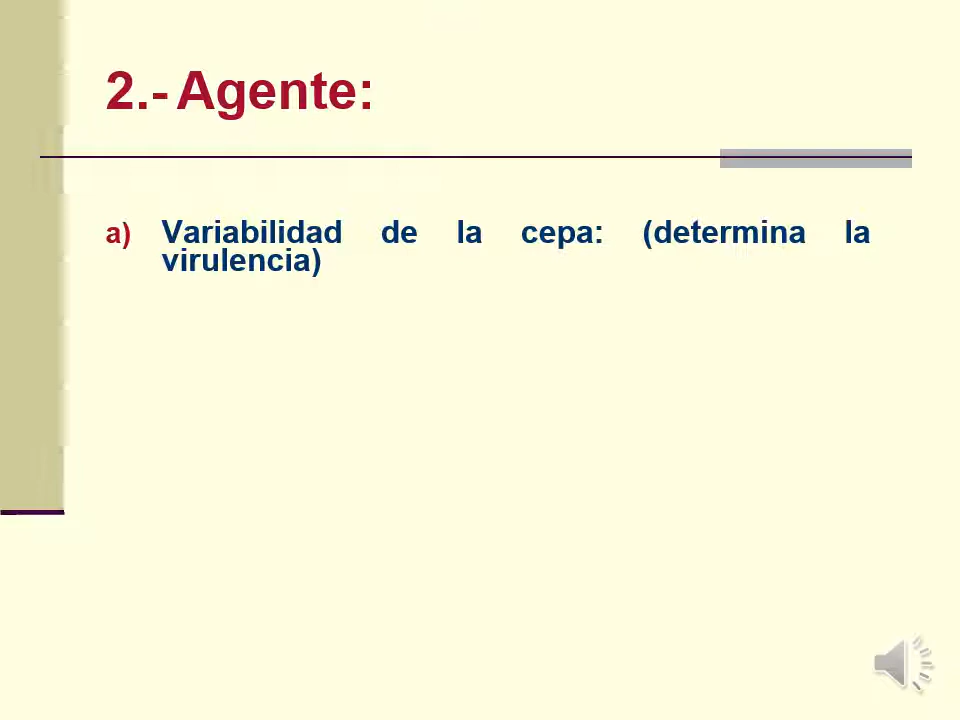 2.- Agente:
a) Variabilidad de la cepa: (determina la
virulencia)